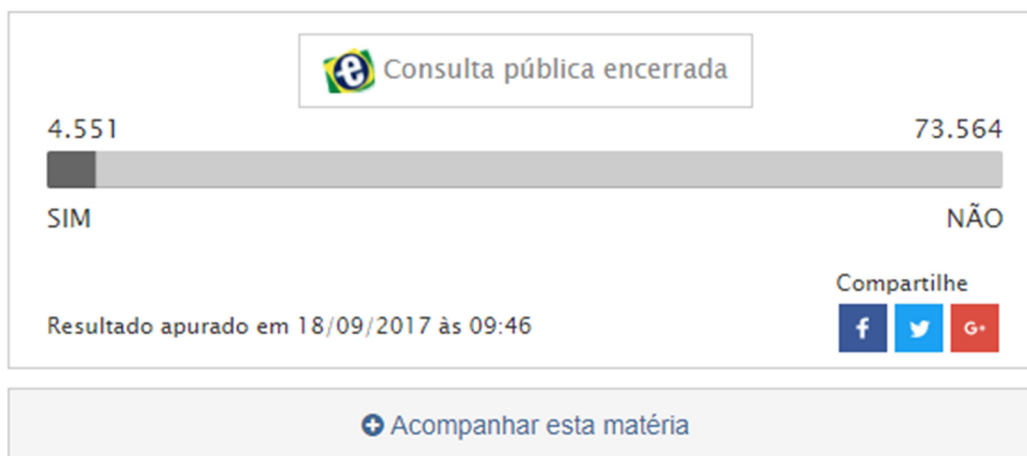 Consulta pública encerrada
4.551 73.564
SIM NÃO
Compartilhe
Resultado apurado em 18/09/2017 às 09:46
Acompanhar esta matéria